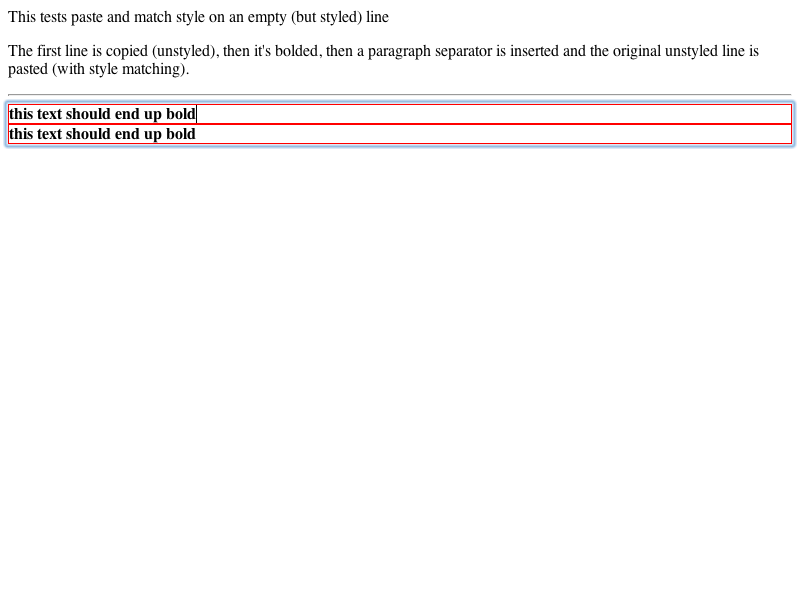 This tests paste and match style on an empty (but styled) line
The first line is copied (unstyled), then it's bolded, then a paragraph separator is inserted and the original unstyled line is
pasted (with style matching).
this text should end up bold
this text should end up bold